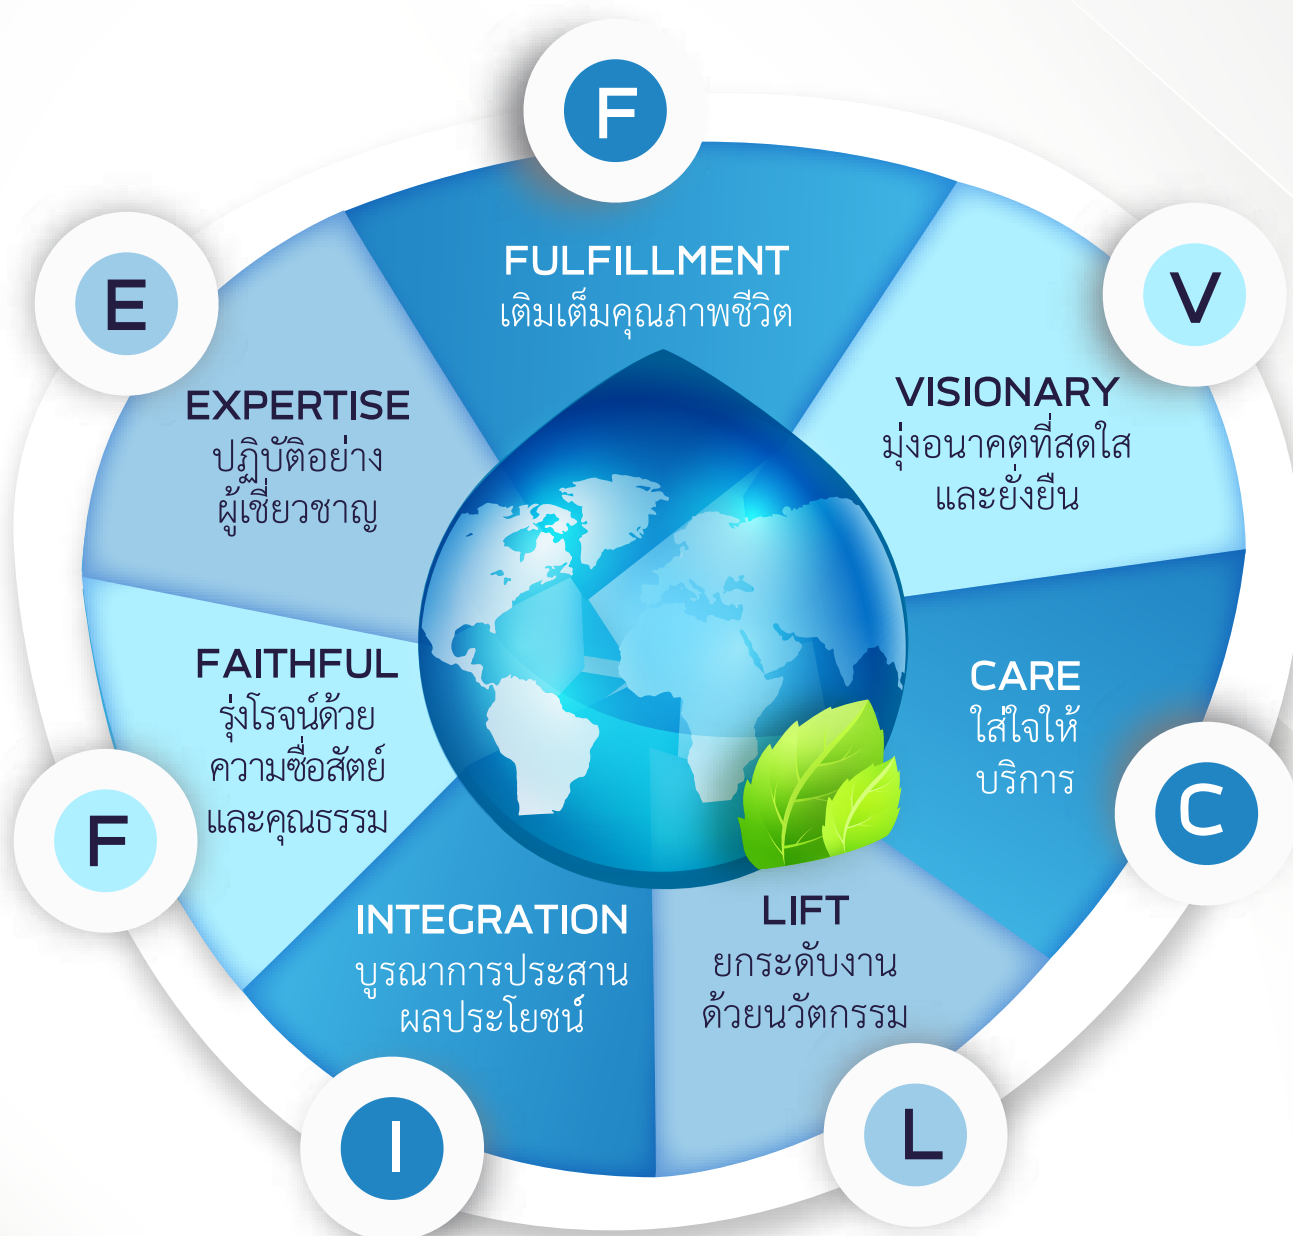 F
FULFILLMENT
เติมเต็มคุณภาพชีวิต
V
VISIONARY
มุ่งอนาคตที่สดใส
และยั่งยืน
C
CARE
ใส่ใจให้
บริการ
L
LIFT
ยกระดับงาน
ด้วยนวัตกรรม
I
INTEGRATION
บูรณาการประสาน
ผลประโยชน์
F
FAITHFUL
รุ่งโรจน์ด้วย
ความซื่อสัตย์
และคุณธรรม
E
EXPERTISE
ปฏิบัติอย่าง
ผู้เชี่ยวชาญ